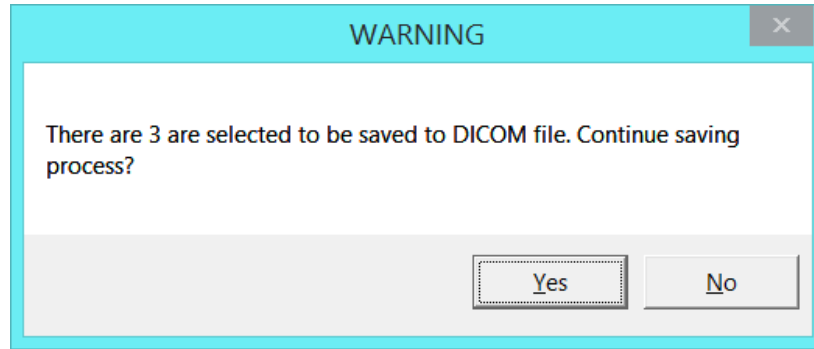 WARNING
There are 3 are selected to be saved to DICOM file. Continue saving
process?
Yes
No